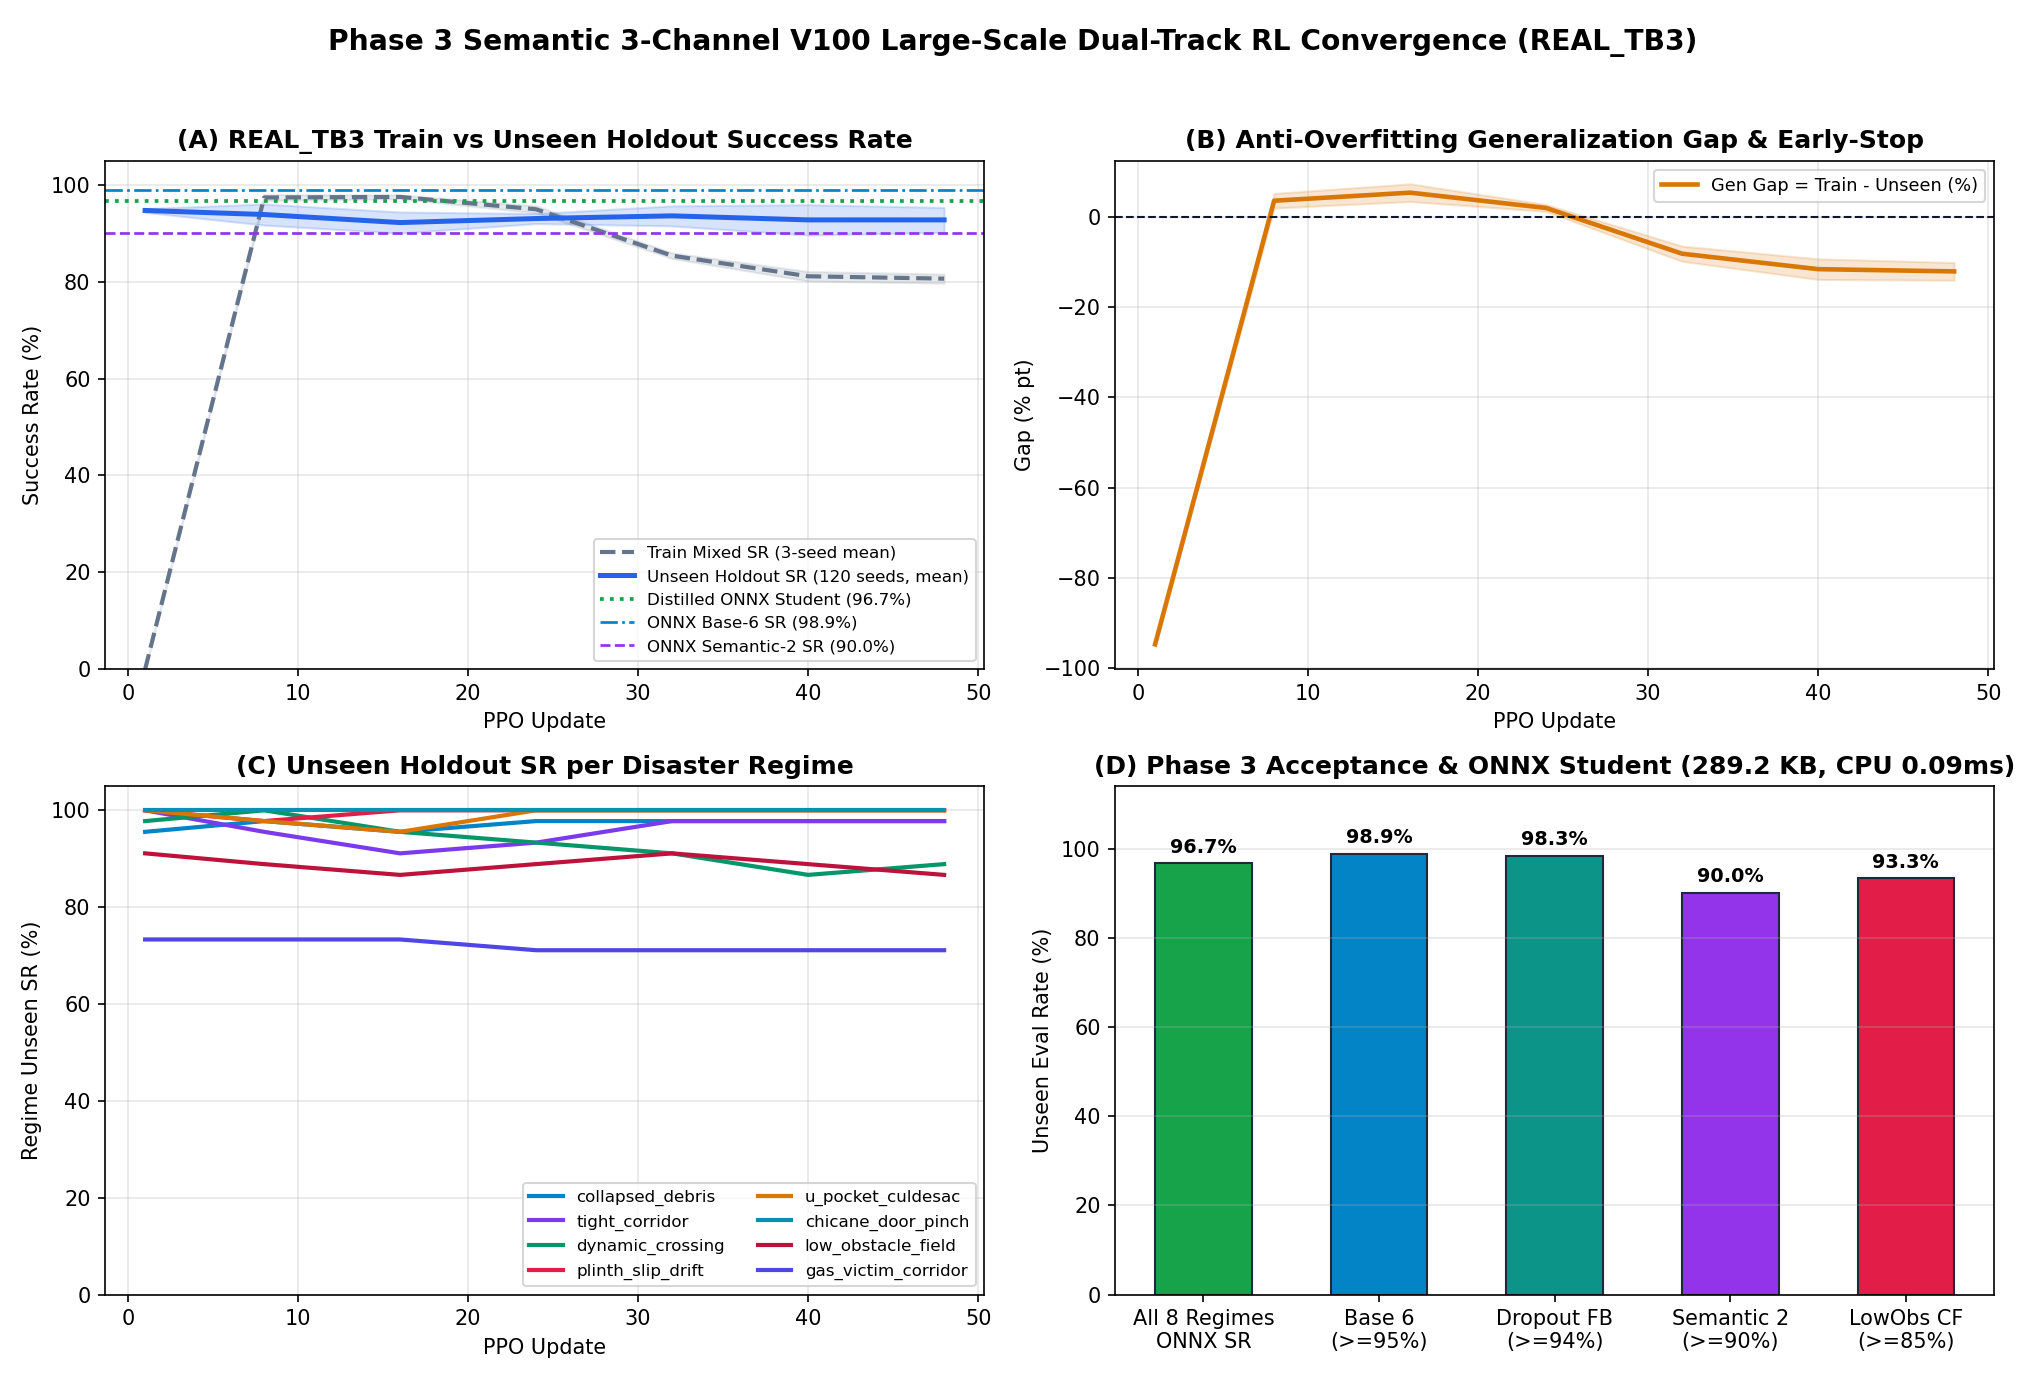 Phase 3 Semantic 3-Channel V100 Large-Scale Dual-Track RL Convergence (REAL_TB3)
(A) REAL_TB3 Train vs Unseen Holdout Success Rate
Success Rate (%)
100
80
60
40
20
0
0 10 20 30 40 50
PPO Update
Train Mixed SR (3-seed mean)
Unseen Holdout SR (120 seeds, mean)
Distilled ONNX Student (96.7%)
ONNX Base-6 SR (98.9%)
ONNX Semantic-2 SR (90.0%)
(B) Anti-Overfitting Generalization Gap & Early-Stop
Gap (% pt)
0
−20
−40
−60
−80
−100
0 10 20 30 40 50
PPO Update
Gen Gap = Train - Unseen (%)
(C) Unseen Holdout SR per Disaster Regime
Regime Unseen SR (%)
100
80
60
40
20
0
0 10 20 30 40 50
PPO Update
collapsed_debris
tight_corridor
dynamic_crossing
plinth_slip_drift
u_pocket_culdesac
chicane_door_pinch
low_obstacle_field
gas_victim_corridor
(D) Phase 3 Acceptance & ONNX Student (289.2 KB, CPU 0.09ms)
Unseen Eval Rate (%)
100
80
60
40
20
0
96.7%
98.9%
98.3%
90.0%
93.3%
All 8 Regimes
ONNX SR
Base 6
(>=95%)
Dropout FB
(>=94%)
Semantic 2
(>=90%)
LowObs CF
(>=85%)